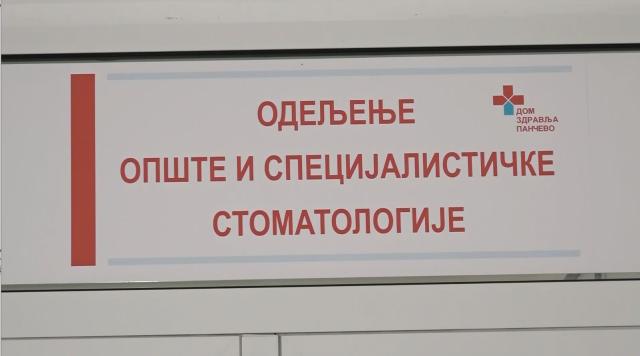 ОДЕЉЕЊЕ
ОПШТЕ И СПЕЦИЈАЛИСТИЧКЕ
СТОМАТОЛОГИЈЕ
ДОМ
ЗДРАВЉА
ПАНЧЕВО